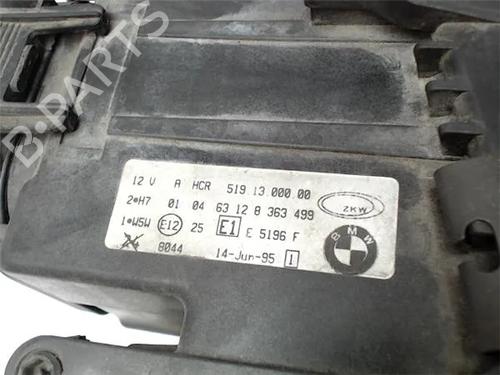 B-PARTS
12 V A HCR 519 13 000 00
2*H7 01 04 63 12 8 363 499 ZKW
1*W5W E12 25 E1 E 5196 F BMW
8044 14-Jun-95 1